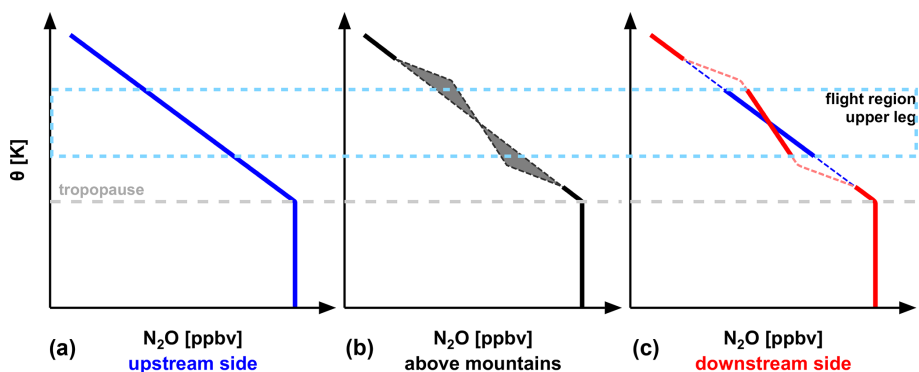 θ [K]
tropopause
flight region
upper leg
(a)
N₂O [ppbv]
upstream side
(b)
N₂O [ppbv]
above mountains
(c)
N₂O [ppbv]
downstream side